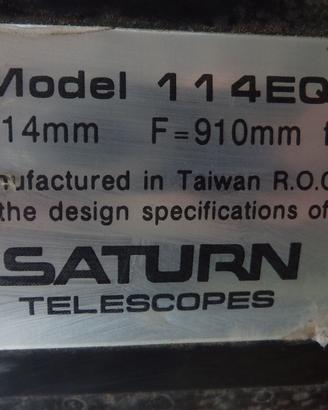 Model 114EQ
14mm F=910mm f
nufactured in Taiwan R.O.C
the design specifications of
SATURN
TELESCOPES